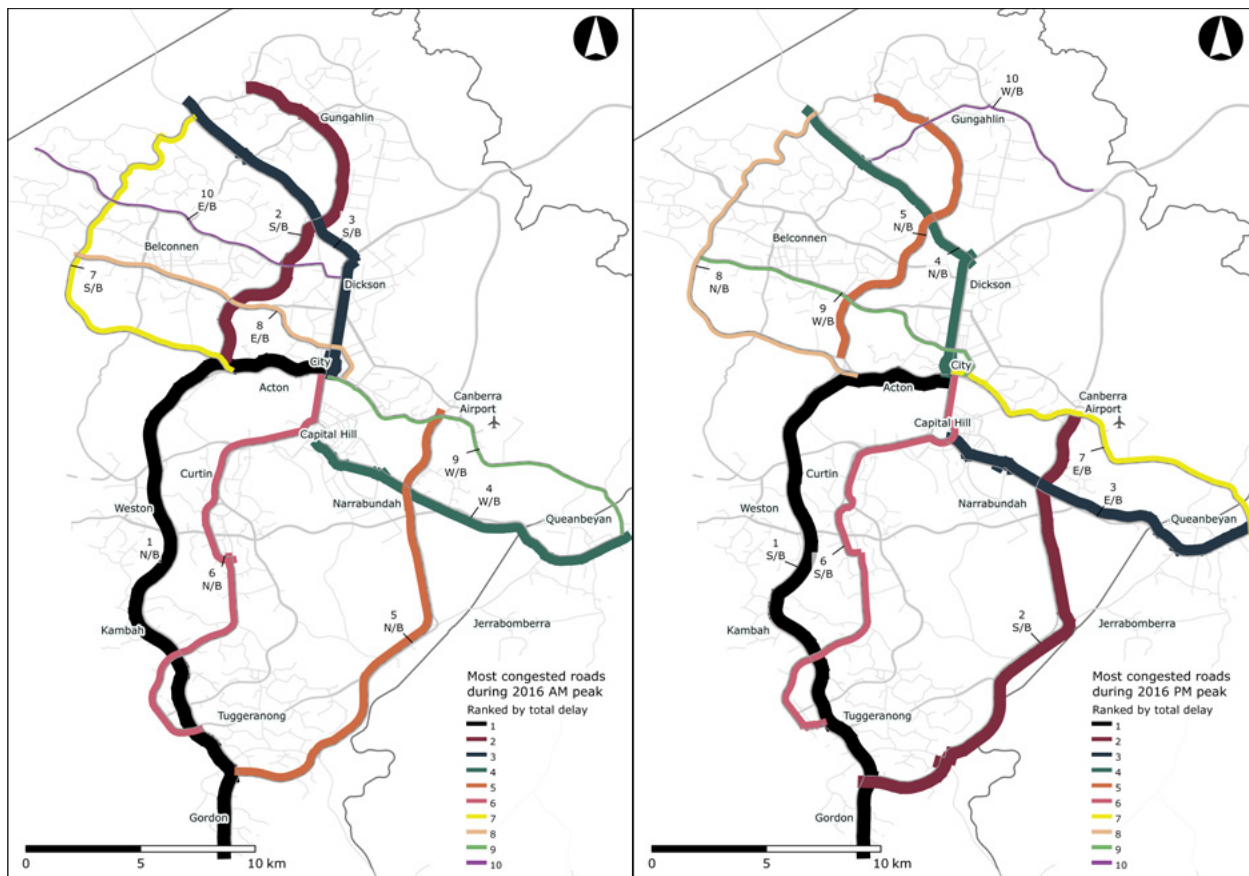 Gungahlin
10
E/B
2
S/B
3
S/B
Belconnen
7
S/B
Dickson
8
E/B
City
Acton
Canberra
Airport
Capital Hill
9
W/B
Curtin
4
W/B
Weston
Narrabundah
Queanbeyan
1
N/B
6
N/B
5
N/B
Kambah
Jerrabomberra
Tuggeranong
Gordon
Most congested roads
during 2016 AM peak
Ranked by total delay
1
2
3
4
5
6
7
8
9
10
0
5
10 km
10
W/B
Gungahlin
5
N/B
Belconnen
4
N/B
8
N/B
Dickson
9
W/B
City
Acton
Canberra
Airport
Capital Hill
7
E/B
Curtin
3
E/B
Weston
Narrabundah
Queanbeyan
1
S/B
6
S/B
2
S/B
Kambah
Jerrabomberra
Tuggeranong
Gordon
Most congested roads
during 2016 PM peak
Ranked by total delay
1
2
3
4
5
6
7
8
9
10
0
5
10 km